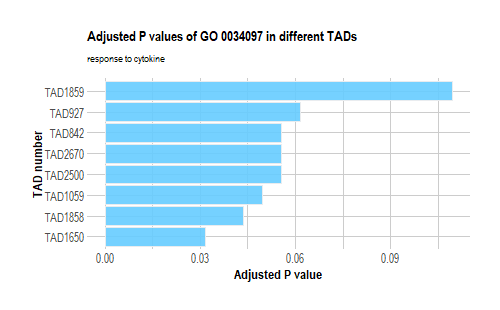 Adjusted P values of GO 0034097 in different TADs
response to cytokine
TAD1859
TAD927
TAD842
TAD2670
TAD2500
TAD1059
TAD1858
TAD1650
TAD number
0.00 0.03 0.06 0.09
Adjusted P value